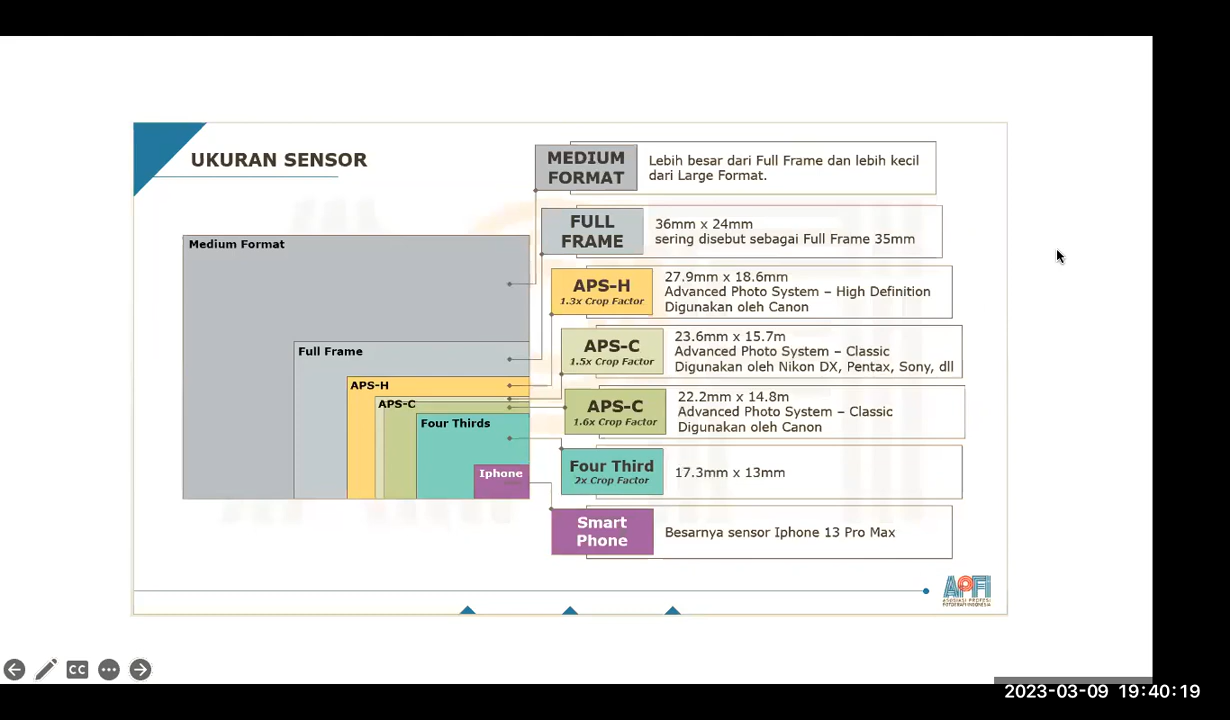 UKURAN SENSOR
Medium Format
Full Frame
APS-H
APS-C
Four Thirds
Iphone
MEDIUM
FORMAT
Lebih besar dari Full Frame dan lebih kecil
dari Large Format.
FULL
FRAME
36mm x 24mm
sering disebut sebagai Full Frame 35mm
APS-H
1.3x Crop Factor
27.9mm x 18.6mm
Advanced Photo System – High Definition
Digunakan oleh Canon
APS-C
1.5x Crop Factor
23.6mm x 15.7m
Advanced Photo System – Classic
Digunakan oleh Nikon DX, Pentax, Sony, dll
APS-C
1.6x Crop Factor
22.2mm x 14.8m
Advanced Photo System – Classic
Digunakan oleh Canon
Four Third
2x Crop Factor
17.3mm x 13mm
Smart
Phone
Besarnya sensor Iphone 13 Pro Max
APFI
ASOSIASI PROFESI
FOTOGRAFI INDONESIA
CC
2023-03-09 19:40:19